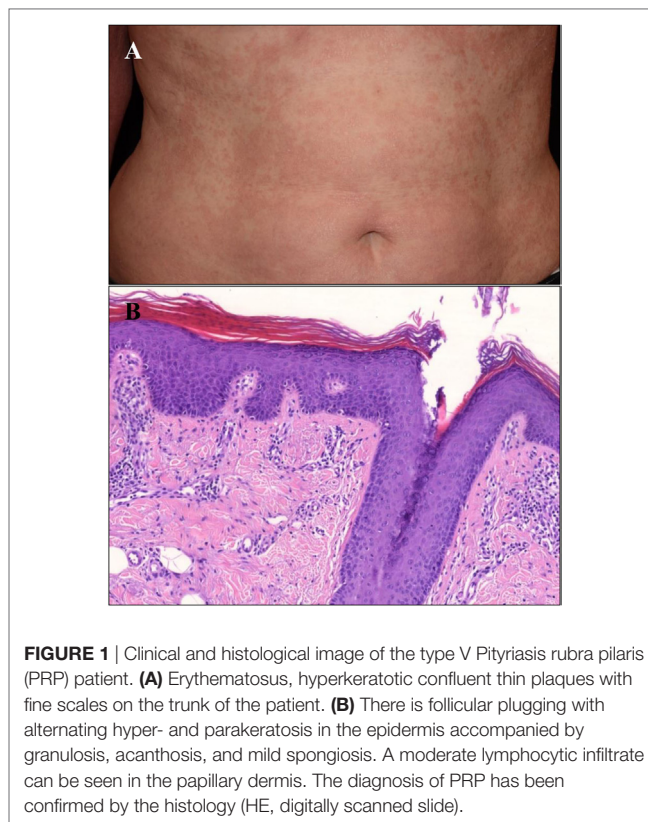 A
B
FIGURE 1 | Clinical and histological image of the type V Pityriasis rubra pilaris
(PRP) patient. (A) Erythematosus, hyperkeratotic confluent thin plaques with
fine scales on the trunk of the patient. (B) There is follicular plugging with
alternating hyper- and parakeratosis in the epidermis accompanied by
granulosis, acanthosis, and mild spongiosis. A moderate lymphocytic infiltrate
can be seen in the papillary dermis. The diagnosis of PRP has been
confirmed by the histology (HE, digitally scanned slide).